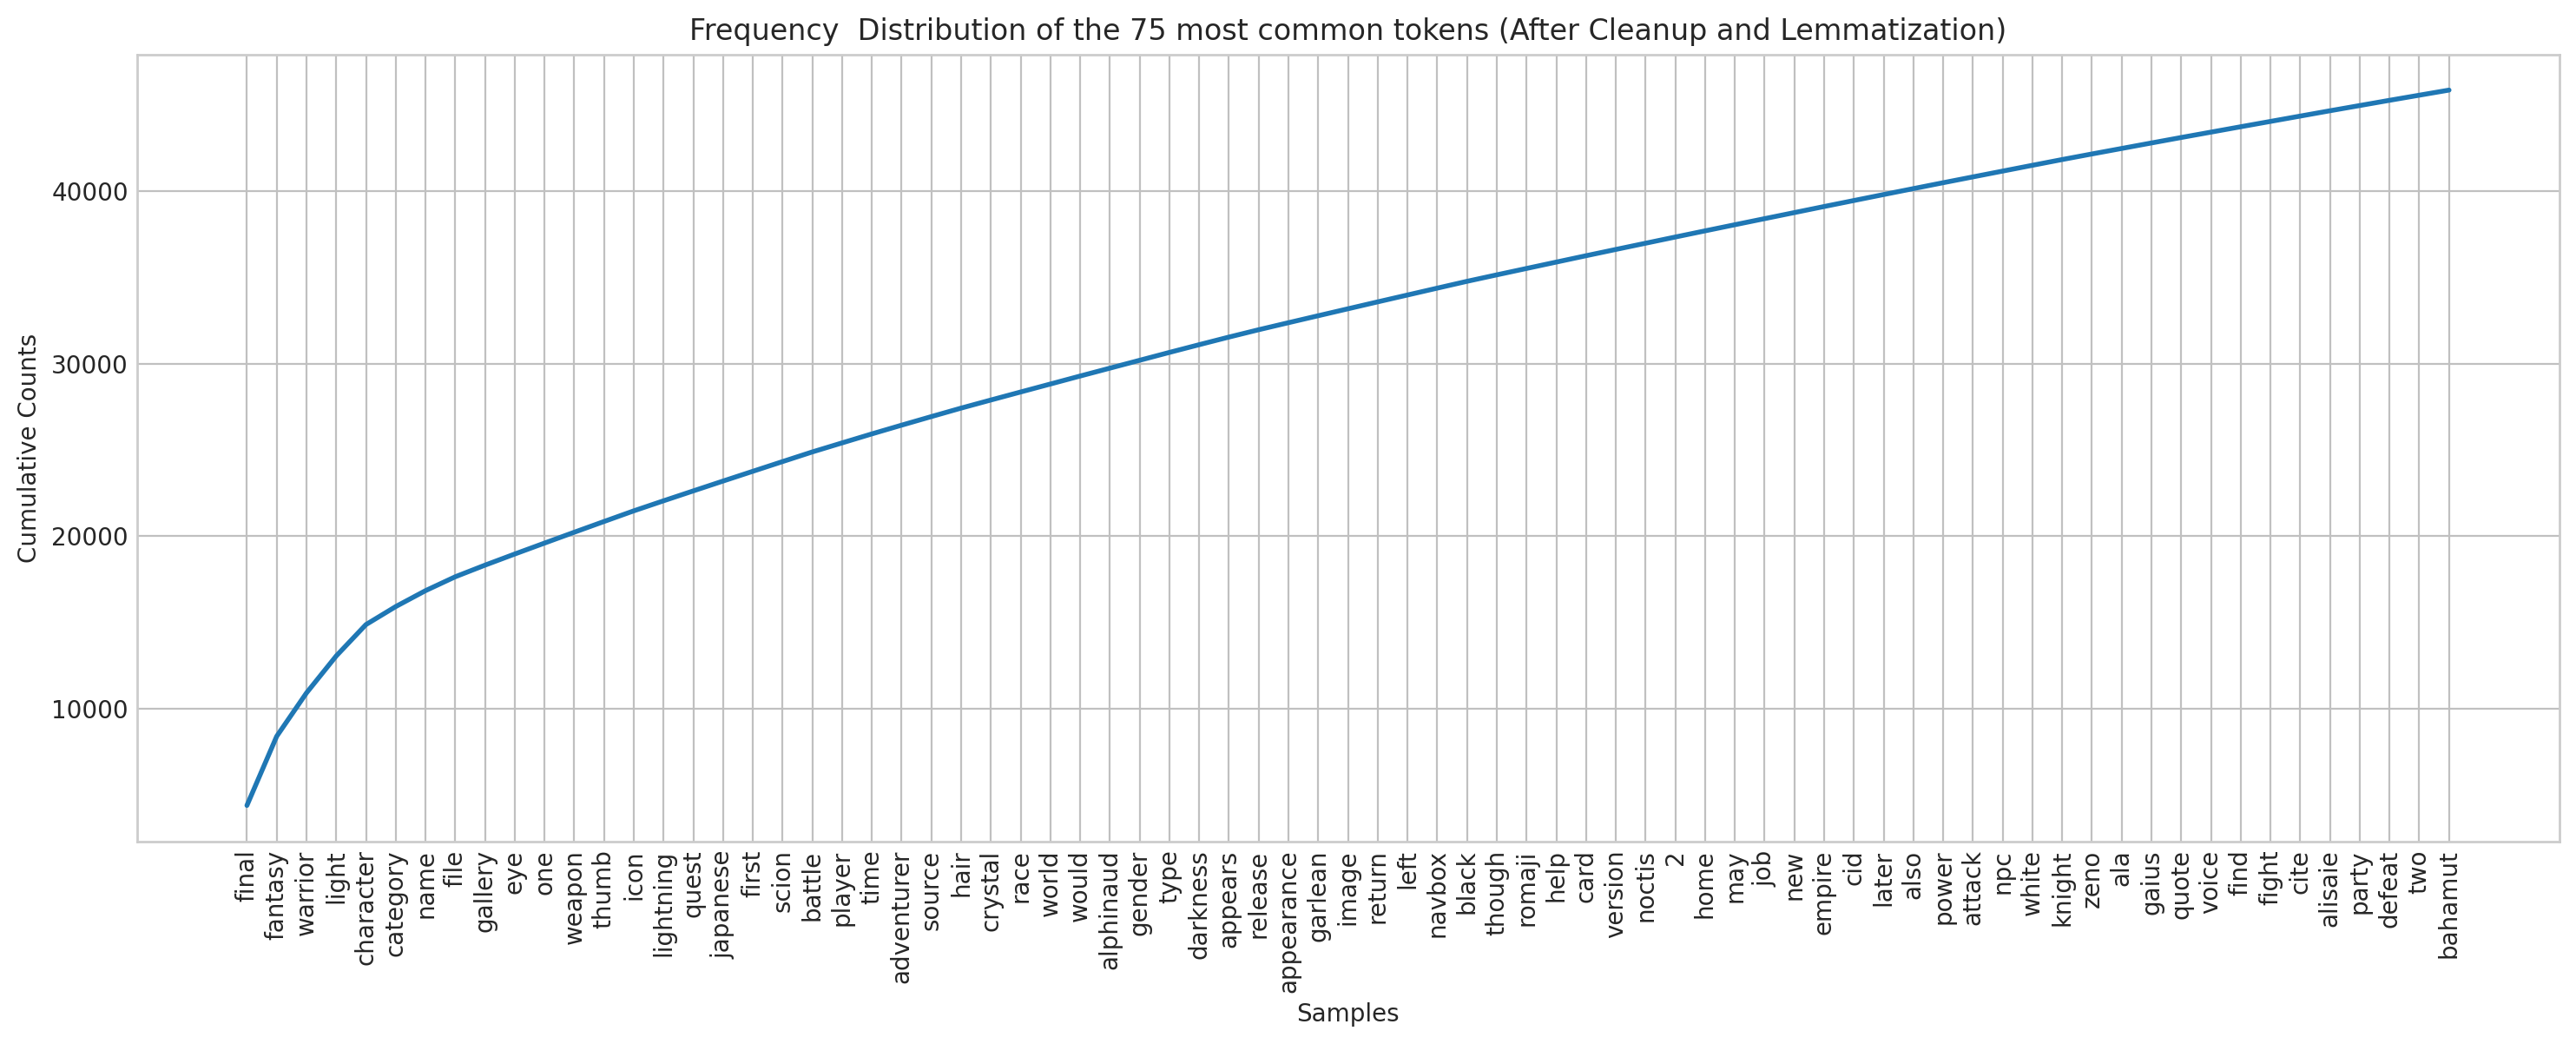 Frequency  Distribution of the 75 most common tokens (After Cleanup and Lemmatization)
Cumulative Counts
40000
30000
20000
10000
final
fantasy
warrior
light
character
category
name
file
gallery
eye
one
weapon
thumb
icon
lightning
quest
japanese
first
scion
battle
player
time
adventurer
source
hair
crystal
race
world
would
alphinaud
gender
type
darkness
appears
release
appearance
garlean
image
return
left
navbox
black
though
romaji
help
card
version
noctis
2
home
may
job
new
empire
cid
later
also
power
attack
npc
white
knight
zeno
ala
gaius
quote
voice
find
fight
cite
alisaie
party
defeat
two
bahamut
Samples